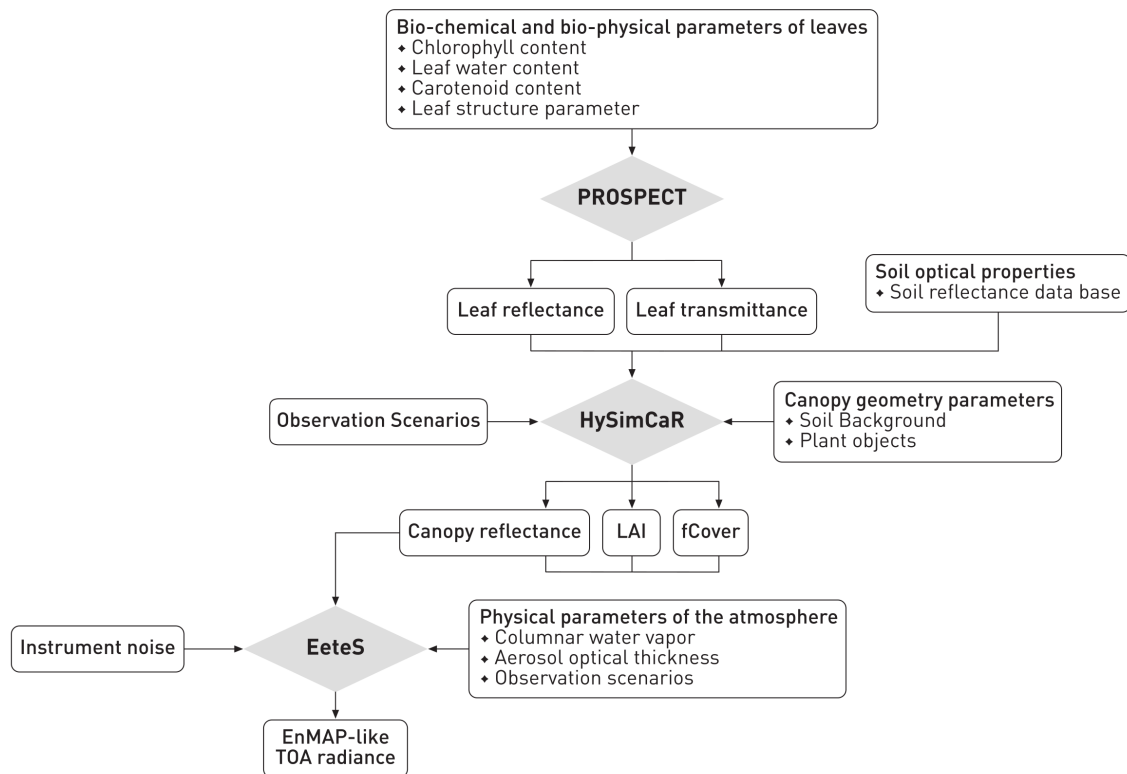 Bio-chemical and bio-physical parameters of leaves
✦ Chlorophyll content
✦ Leaf water content
✦ Carotenoid content
✦ Leaf structure parameter
PROSPECT
Soil optical properties
✦ Soil reflectance data base
Leaf reflectance
Leaf transmittance
Observation Scenarios
HySimCaR
Canopy geometry parameters
✦ Soil Background
✦ Plant objects
Canopy reflectance
LAI
fCover
Instrument noise
EeteS
Physical parameters of the atmosphere
✦ Columnar water vapor
✦ Aerosol optical thickness
✦ Observation scenarios
EnMAP-like
TOA radiance